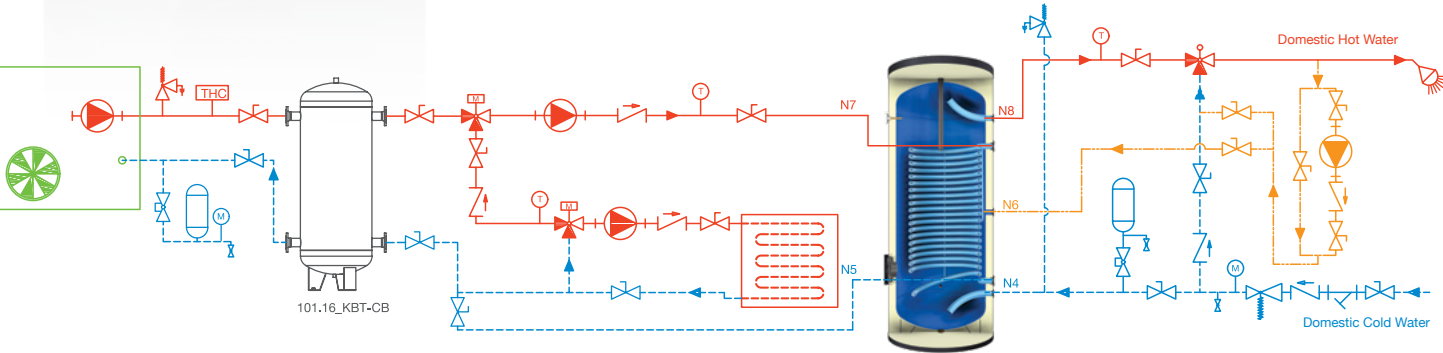 Domestic Hot Water
T
THC
M
T
N7
N8
T
M
N6
M
N5
M
N4
101.16_KBT-CB
Domestic Cold Water